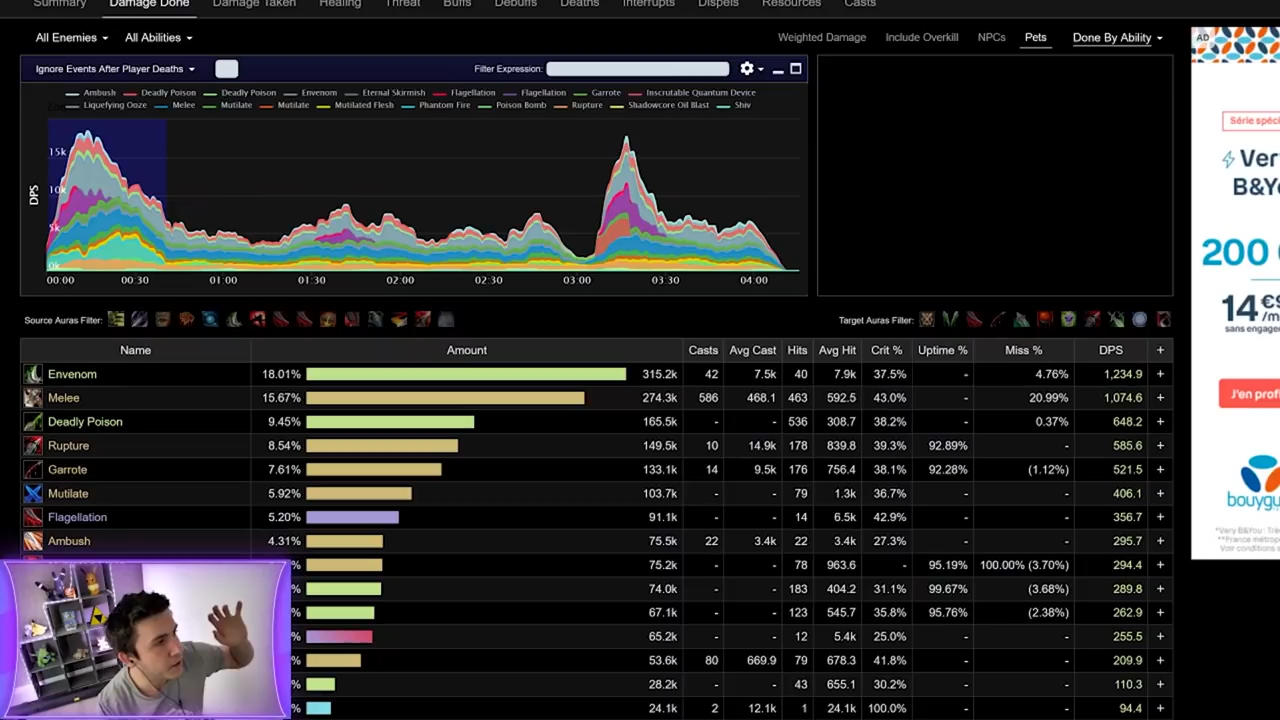 Summary Damage Done Damage Taken Healing Threat Buffs Debuffs Deaths Interrupts Dispels Resources Casts
All Enemies All Abilities Weighted Damage Include Overkill NPCs Pets Done By Ability
AD
Ignore Events After Player Deaths Filter Expression:
Ambush Deadly Poison Deadly Poison Envenom Eternal Skirmish Flagellation Flagellation Garrote Inscrutable Quantum Device
Liquefying Ooze Melee Mutilate Mutilate Mutilated Flesh Phantom Fire Poison Bomb Rupture Shadowcore Oil Blast Shiv
15k
10k
5k
0k
DPS
00:00 00:30 01:00 01:30 02:00 02:30 03:00 03:30 04:00
Série spéci
Very
B&You
200
14 €9
/m
sans engage
Source Auras Filter: Target Auras Filter:
Name Amount Casts Avg Cast Hits Avg Hit Crit % Uptime % Miss % DPS +
Envenom 18.01% 315.2k 42 7.5k 40 7.9k 37.5% - 4.76% 1,234.9 +
Melee 15.67% 274.3k 586 468.1 463 592.5 43.0% - 20.99% 1,074.6 +
J'en profi
Deadly Poison 9.45% 165.5k - - 536 308.7 38.2% - 0.37% 648.2 +
Rupture 8.54% 149.5k 10 14.9k 178 839.8 39.3% 92.89% - 585.6 +
Garrote 7.61% 133.1k 14 9.5k 176 756.4 38.1% 92.28% (1.12%) 521.5 +
Mutilate 5.92% 103.7k - - 79 1.3k 36.7% - - 406.1 +
bouygu
Flagellation 5.20% 91.1k - - 14 6.5k 42.9% - - 356.7 +
Ambush 4.31% 75.5k 22 3.4k 22 3.4k 27.3% - - 295.7 +
% 75.2k - - 78 963.6 - 95.19% 100.00% (3.70%) 294.4 +
% 74.0k - - 183 404.2 31.1% 99.67% (3.68%) 289.8 +
% 67.1k - - 123 545.7 35.8% 95.76% (2.38%) 262.9 +
% 65.2k - - 12 5.4k 25.0% - - 255.5 +
% 53.6k 80 669.9 79 678.3 41.8% - - 209.9 +
% 28.2k - - 43 655.1 30.2% - - 110.3 +
% 24.1k 2 12.1k 1 24.1k 100.0% - - 94.4 +